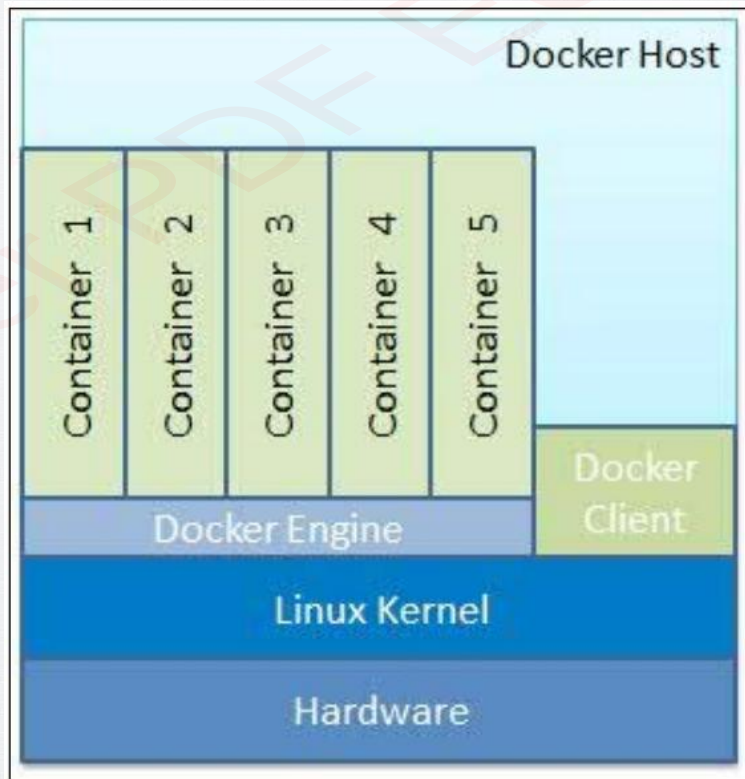 Docker Host
Container 1
Container 2
Container 3
Container 4
Container 5
Docker
Client
Docker Engine
Linux Kernel
Hardware